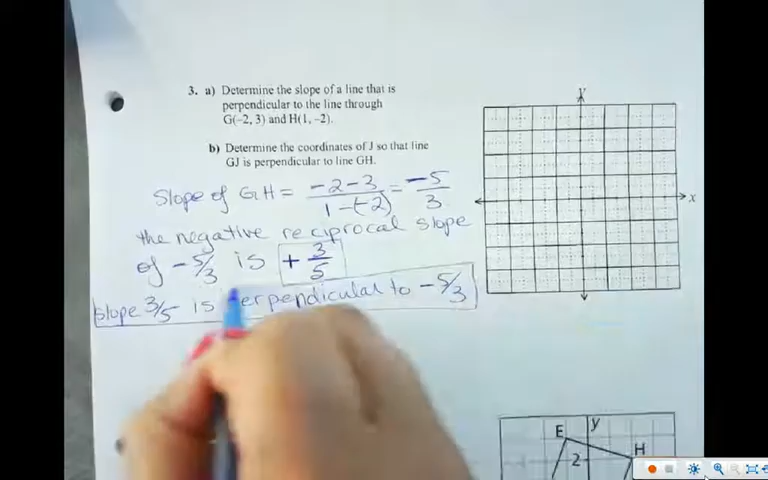 3. a) Determine the slope of a line that is
perpendicular to the line through
G(–2, 3) and H(1, –2).
b) Determine the coordinates of J so that line
GJ is perpendicular to line GH.
Slope of GH = -2-3 / 1-(-2) = -5/3
the negative reciprocal slope
of -5/3 is + 3/5
slope 3/5 is perpendicular to -5/3
y
x
E
y
H
2